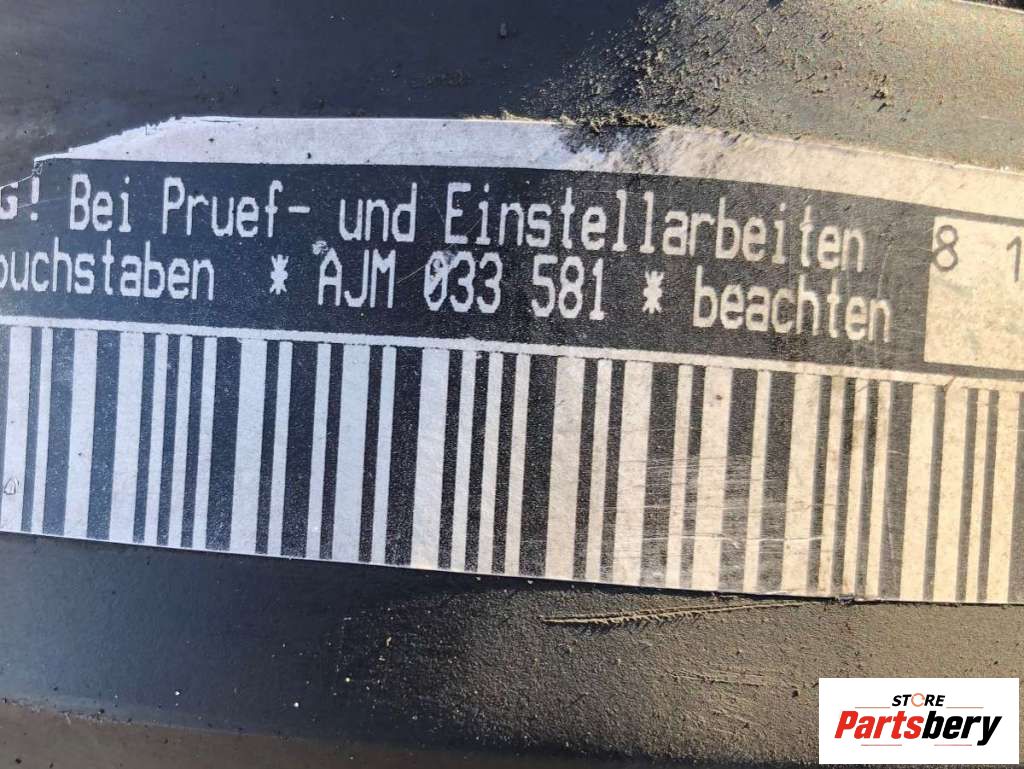 G! Bei Pruef- und Einstellarbeiten
buchstaben * AJM 033 581 * beachten
8 1
STORE
Partsbery